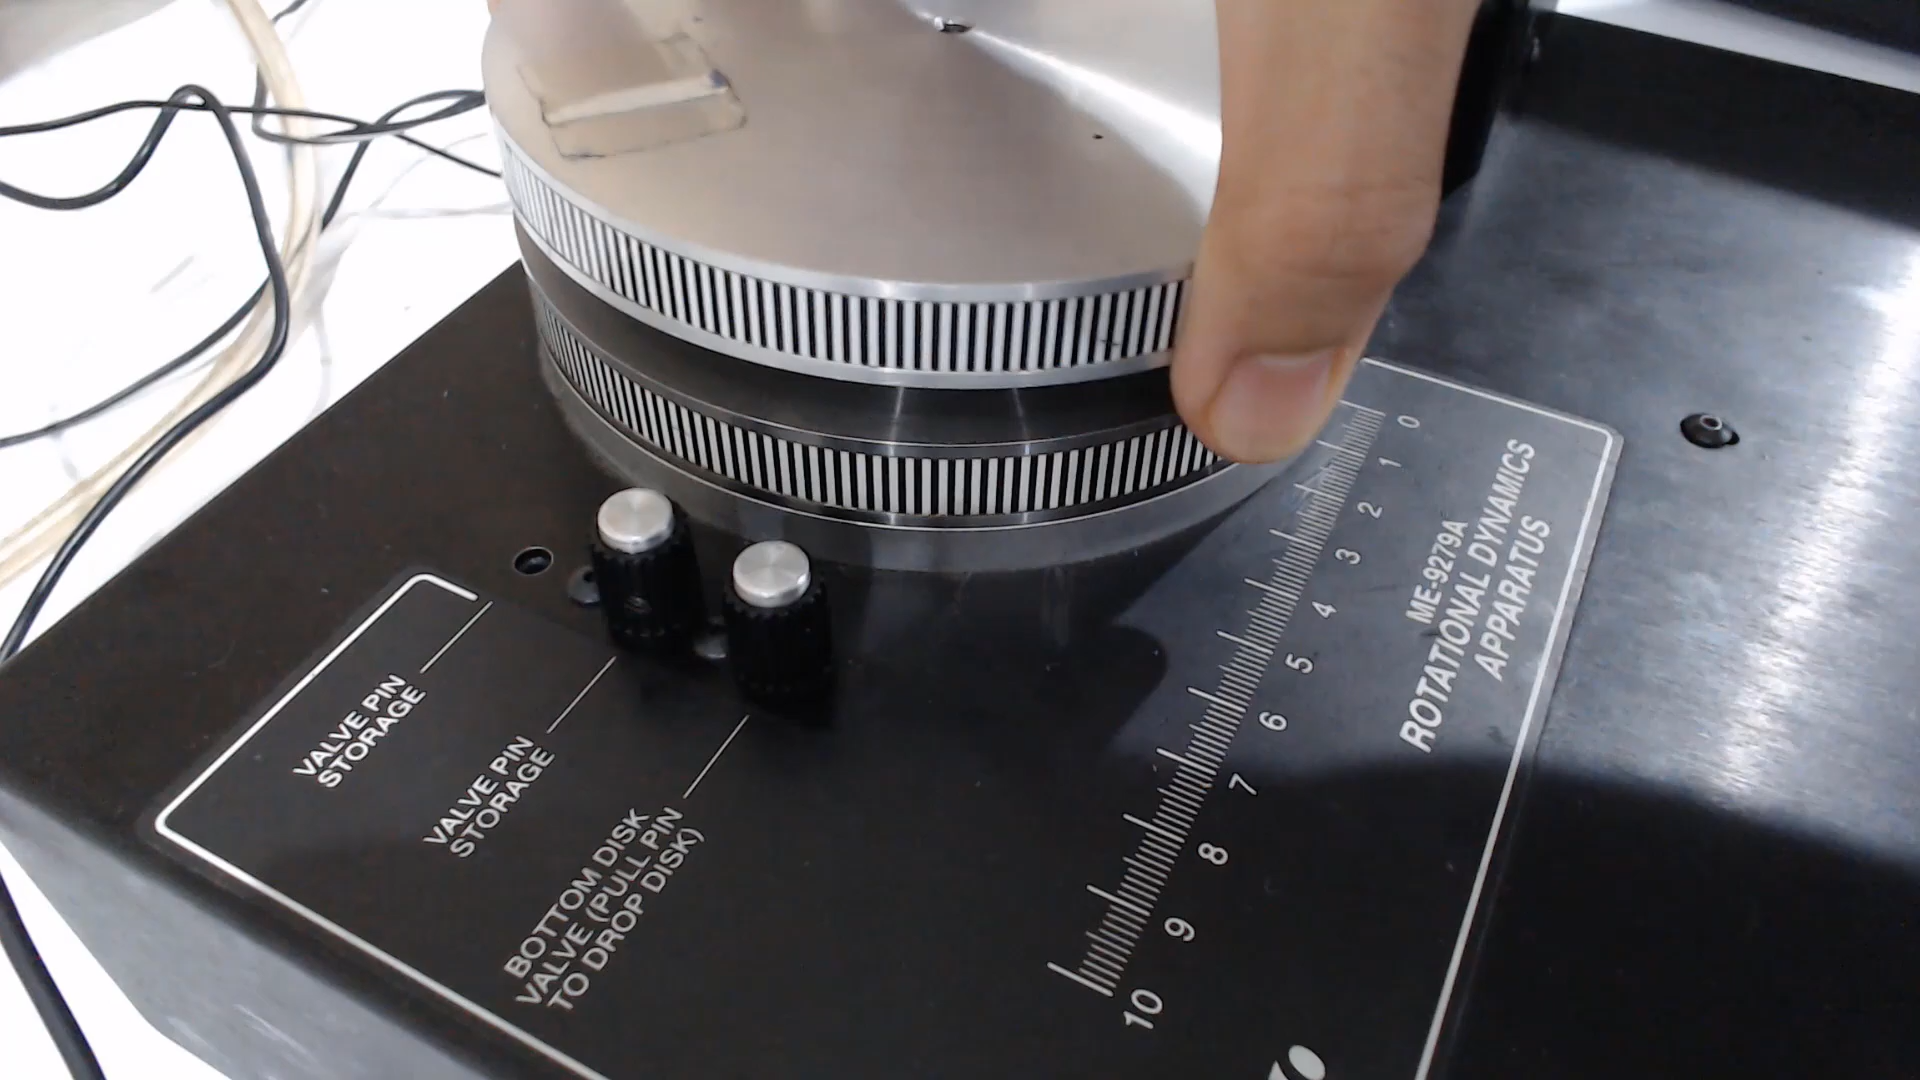 VALVE PIN
STORAGE
VALVE PIN
STORAGE
BOTTOM DISK
VALVE (PULL PIN
TO DROP DISK)
0
1
2
3
4
5
6
7
8
9
10
ME-9279A
ROTATIONAL DYNAMICS
APPARATUS